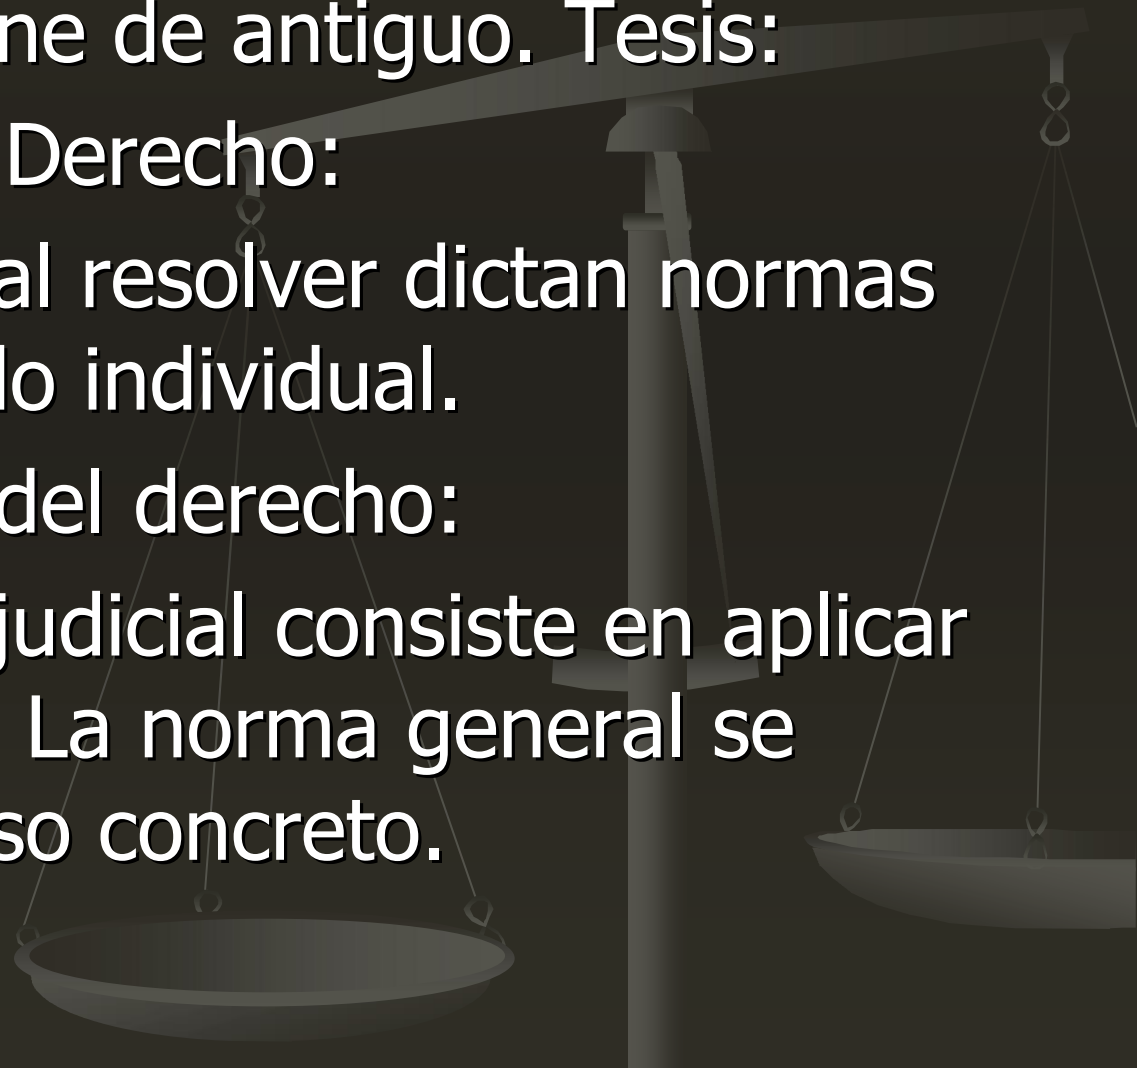 ne de antiguo. Tesis:
Derecho:
al resolver dictan normas
lo individual.
del derecho:
judicial consiste en aplicar
La norma general se
so concreto.